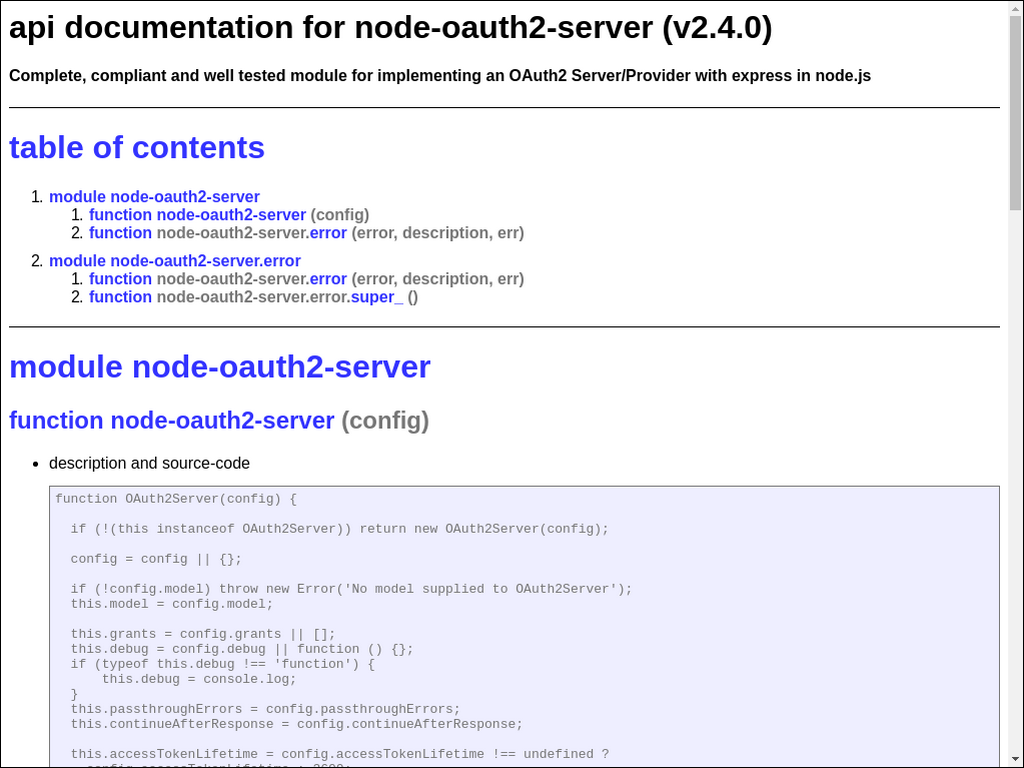 api documentation for node-oauth2-server (v2.4.0)
Complete, compliant and well tested module for implementing an OAuth2 Server/Provider with express in node.js
table of contents
1. module node-oauth2-server
1. function node-oauth2-server (config)
2. function node-oauth2-server.error (error, description, err)
2. module node-oauth2-server.error
1. function node-oauth2-server.error (error, description, err)
2. function node-oauth2-server.error.super_ ()
module node-oauth2-server
function node-oauth2-server (config)
• description and source-code
function OAuth2Server(config) {
if (!(this instanceof OAuth2Server)) return new OAuth2Server(config);
config = config || {};
if (!config.model) throw new Error('No model supplied to OAuth2Server');
this.model = config.model;
this.grants = config.grants || [];
this.debug = config.debug || function () {};
if (typeof this.debug !== 'function') {
this.debug = console.log;
}
this.passthroughErrors = config.passthroughErrors;
this.continueAfterResponse = config.continueAfterResponse;
this.accessTokenLifetime = config.accessTokenLifetime !== undefined ?